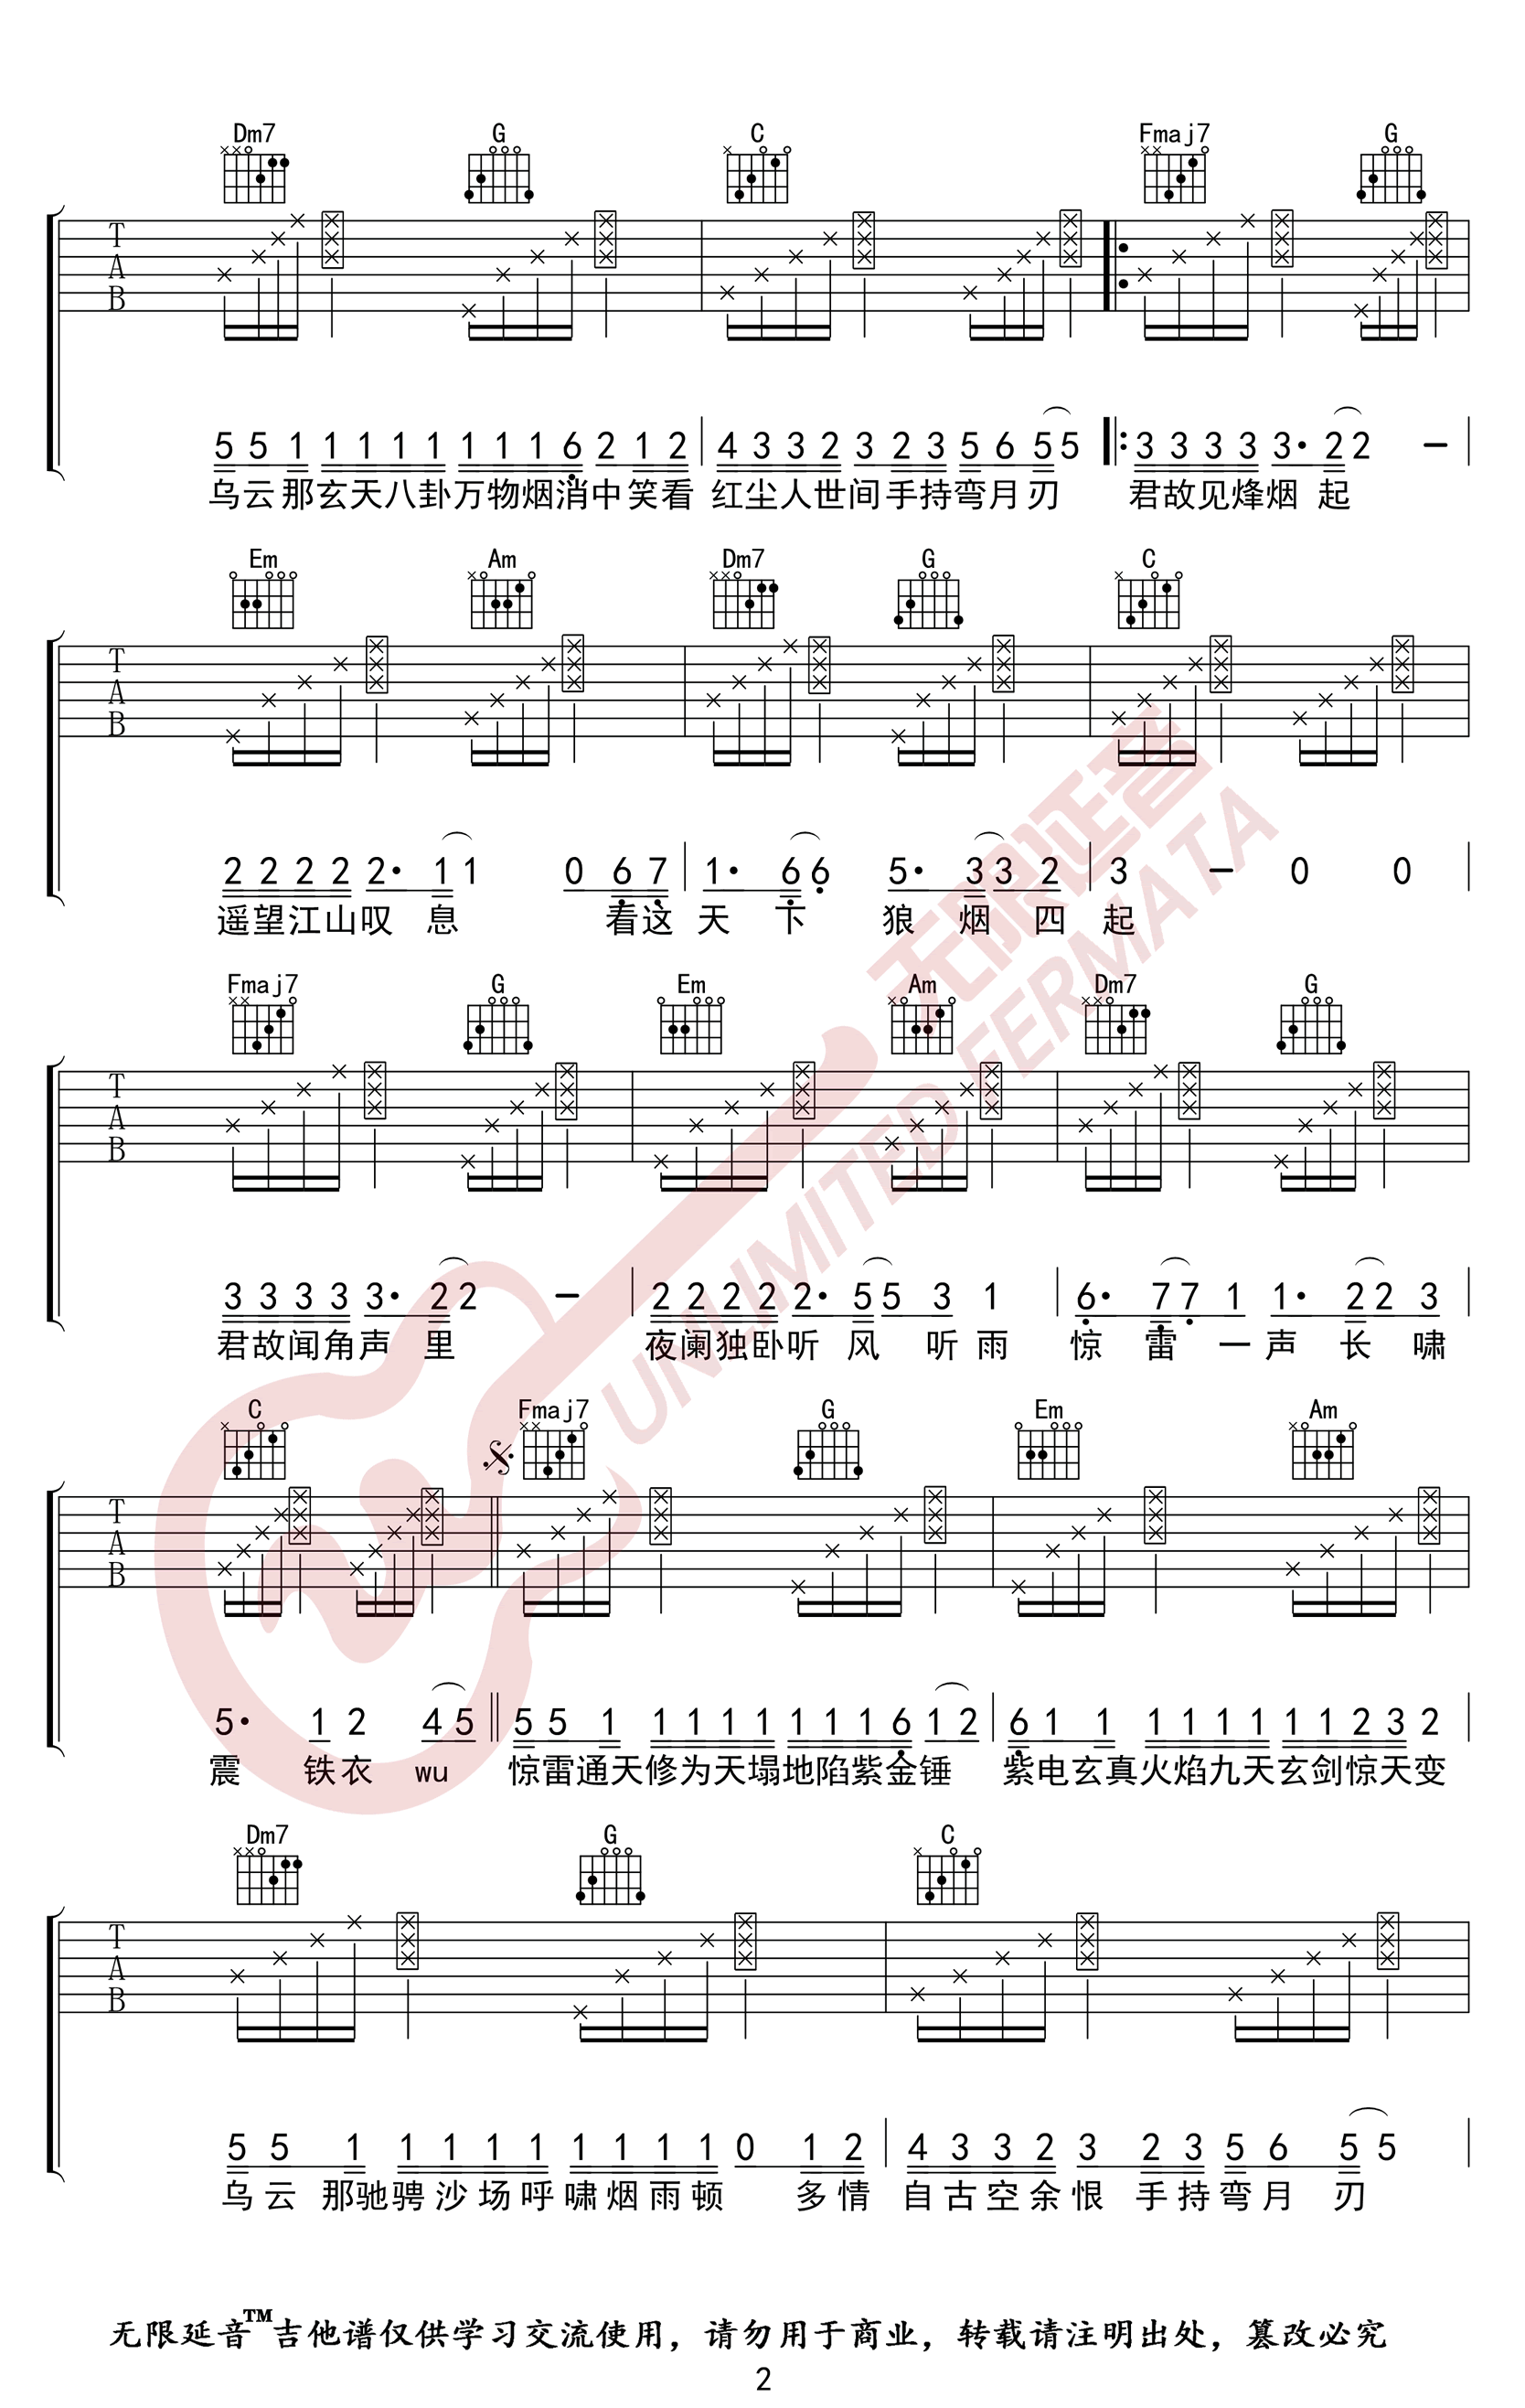 Dm7 G C Fmaj7 G
T
A
B
5 5 1 1 1 1 1 1 1 1 6 2 1 2 4 3 3 2 3 2 3 5 6 5 5 3 3 3 3 3· 2 2 –
乌云那玄天八卦万物烟消中笑看 红尘人世间手持弯月刃 君故见烽烟起
Em Am Dm7 G C
T
A
B
2 2 2 2 2· 1 1 0 6 7 1· 6 6 5· 3 3 2 3 – 0 0
遥望江山叹息 看这天下狼烟四起
Fmaj7 G Em Am Dm7 G
T
A
B
3 3 3 3 3· 2 2 – 2 2 2 2 2· 5 5 3 1 6· 7 7 1 1· 2 2 3
君故闻角声里 夜阑独卧听风听雨 惊雷一声长啸
C Fmaj7 G Em Am
T
A
B
5· 1 2 4 5 5 5 1 1 1 1 1 1 1 1 6 1 2 6 1 1 1 1 1 1 1 1 2 3 2
震 铁衣 wu 惊雷通天修为天塌地陷紫金锤 紫电玄真火焰九天玄剑惊天变
Dm7 G C
T
A
B
5 5 1 1 1 1 1 1 1 1 1 0 1 2 4 3 3 2 3 2 3 5 6 5 5
乌云那驰骋沙场呼啸烟雨顿 多情自古空余恨手持弯月刃
无限延音
UNLIMITED FERMATA
无限延音™吉他谱仅供学习交流使用，请勿用于商业，转载请注明出处，篡改必究
2